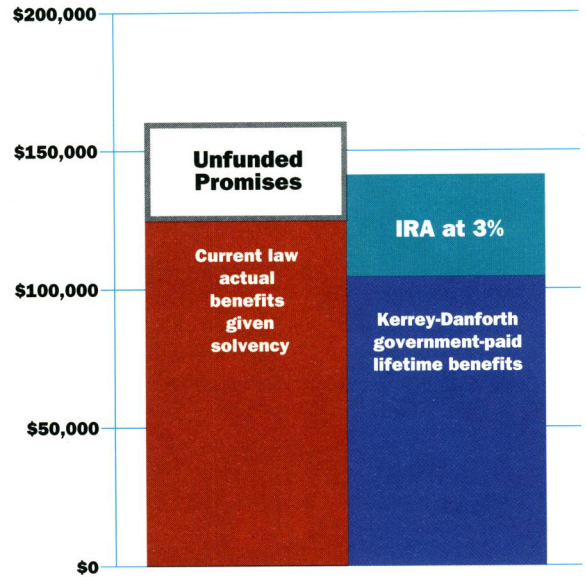 $200,000
$150,000
$100,000
$50,000
$0
Unfunded
Promises
Current law
actual
benefits
given
solvency
IRA at 3%
Kerrey-Danforth
government-paid
lifetime benefits